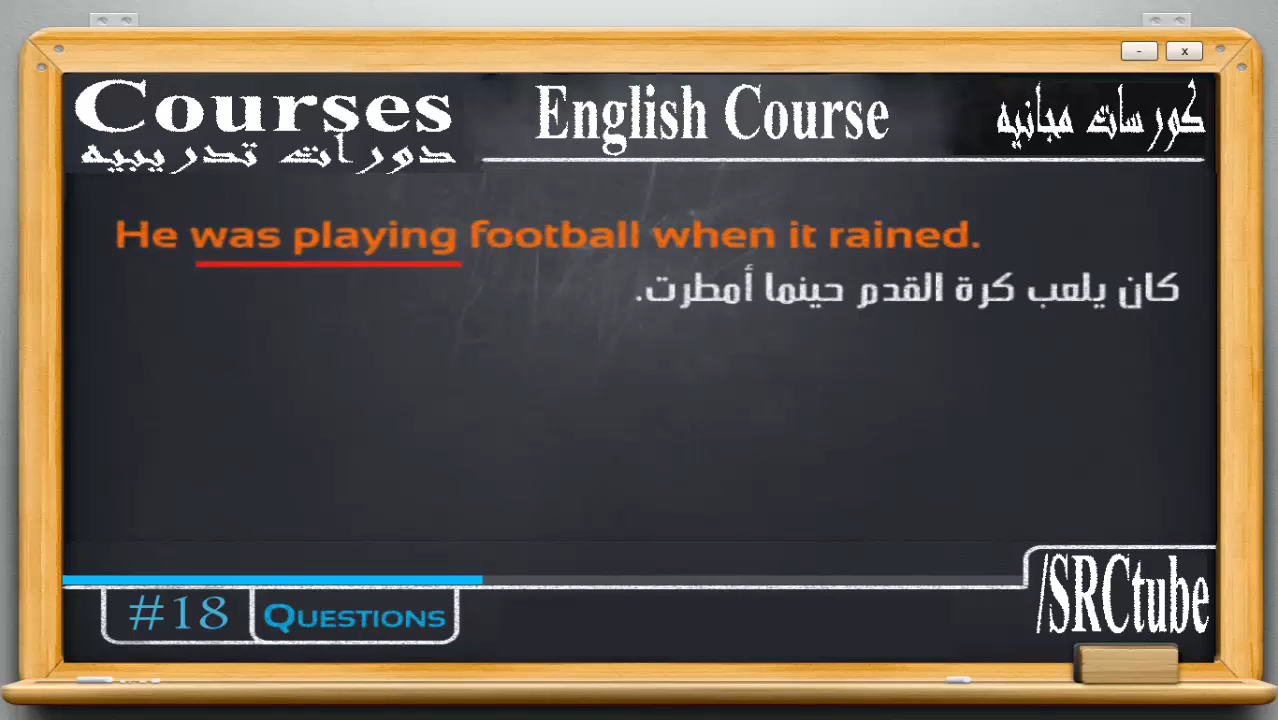 - x
Courses English Course كورسات مجانيه
دورات تدريبيه
He was playing football when it rained.
كان يلعب كرة القدم حينما أمطرت.
#18 QUESTIONS /SRCtube